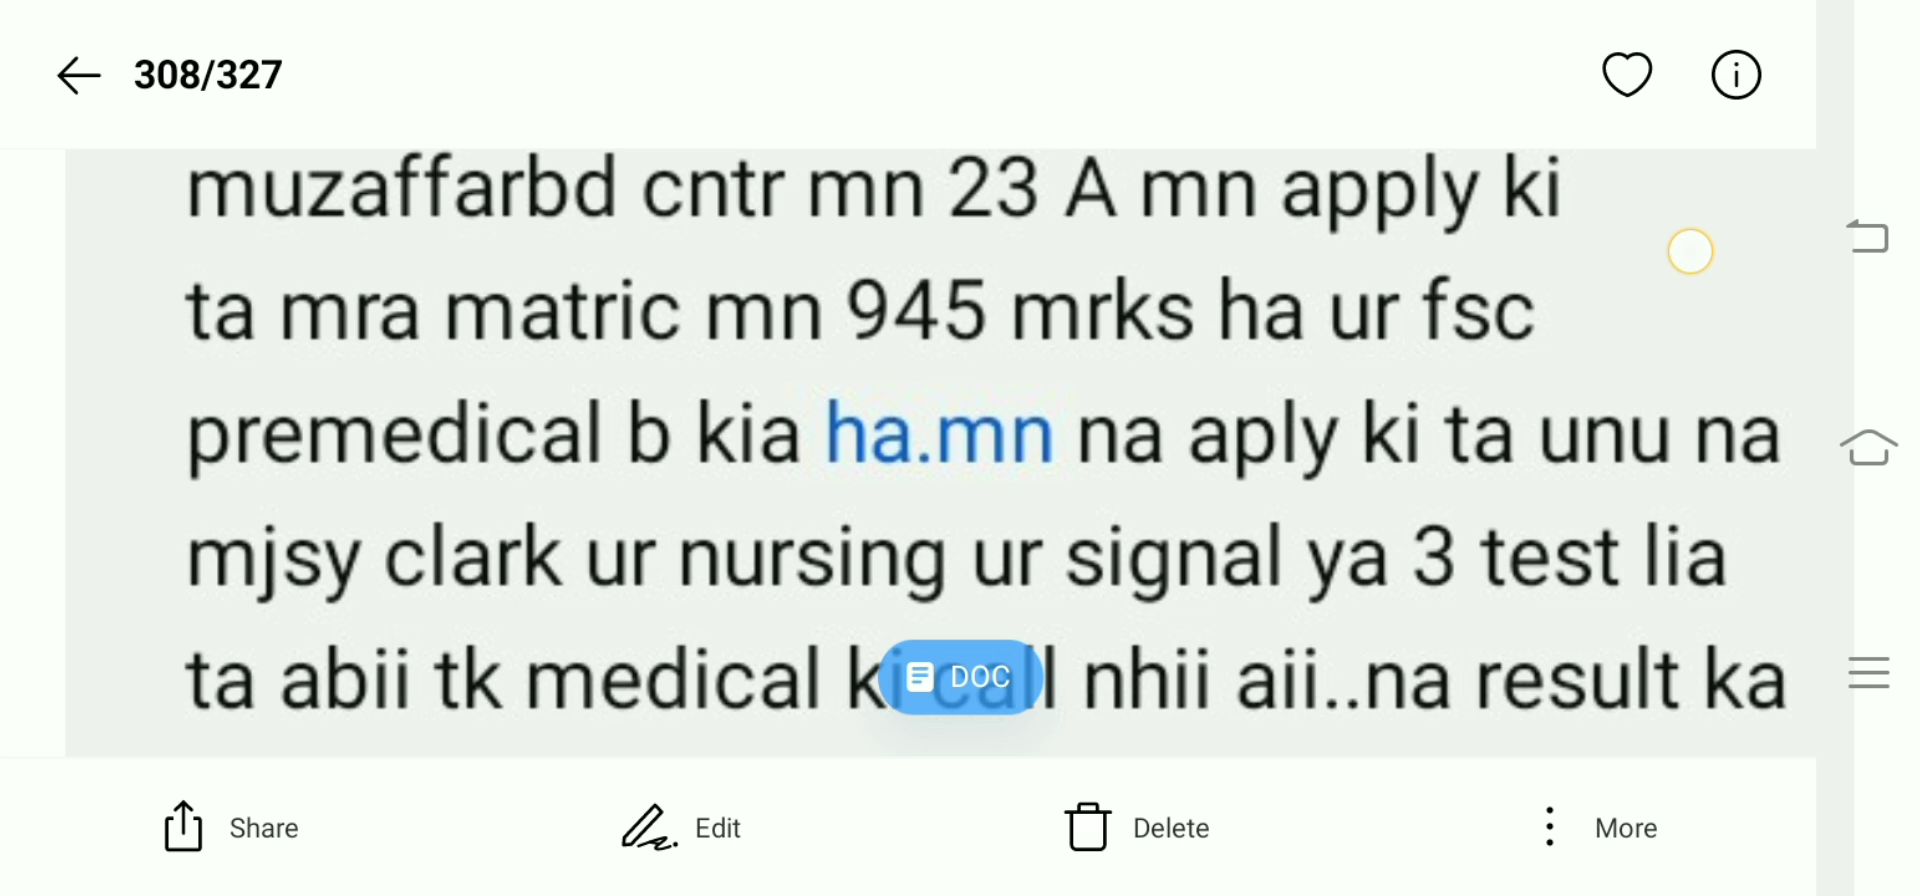 308/327
muzaffarbd cntr mn 23 A mn apply ki
ta mra matric mn 945 mrks ha ur fsc
premedical b kia ha.mn na aply ki ta unu na
mjsy clark ur nursing ur signal ya 3 test lia
ta abii tk medical ki call nhii aii..na result ka
DOC
Share Edit Delete More